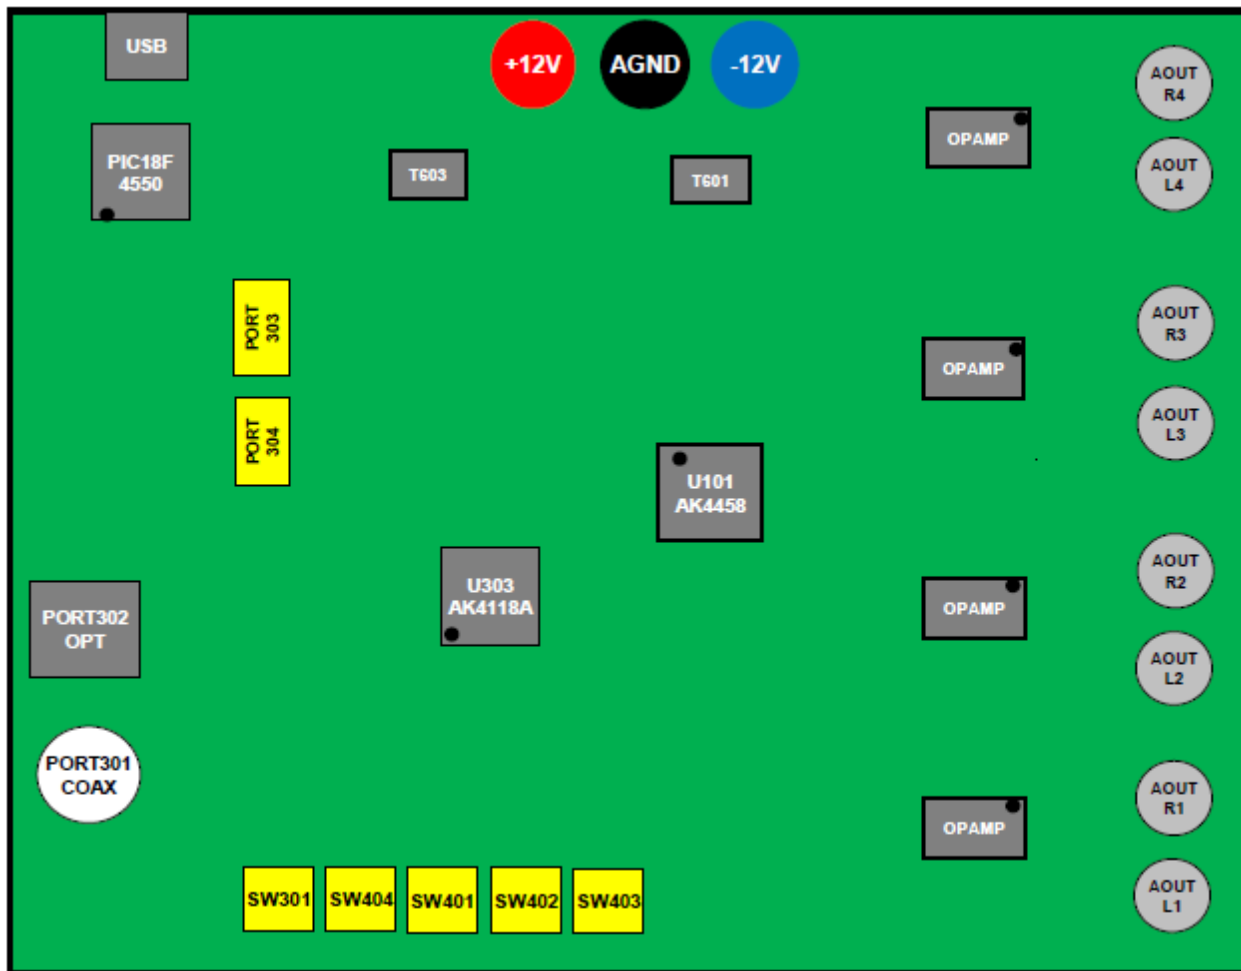 USB
+12V
AGND
-12V
AOUT
R4
OPAMP
PIC18F
4550
T603
T601
AOUT
L4
PORT
303
AOUT
R3
OPAMP
PORT
304
AOUT
L3
U101
AK4458
U303
AK4118A
AOUT
R2
OPAMP
PORT302
OPT
AOUT
L2
PORT301
COAX
AOUT
R1
OPAMP
SW301
SW404
SW401
SW402
SW403
AOUT
L1